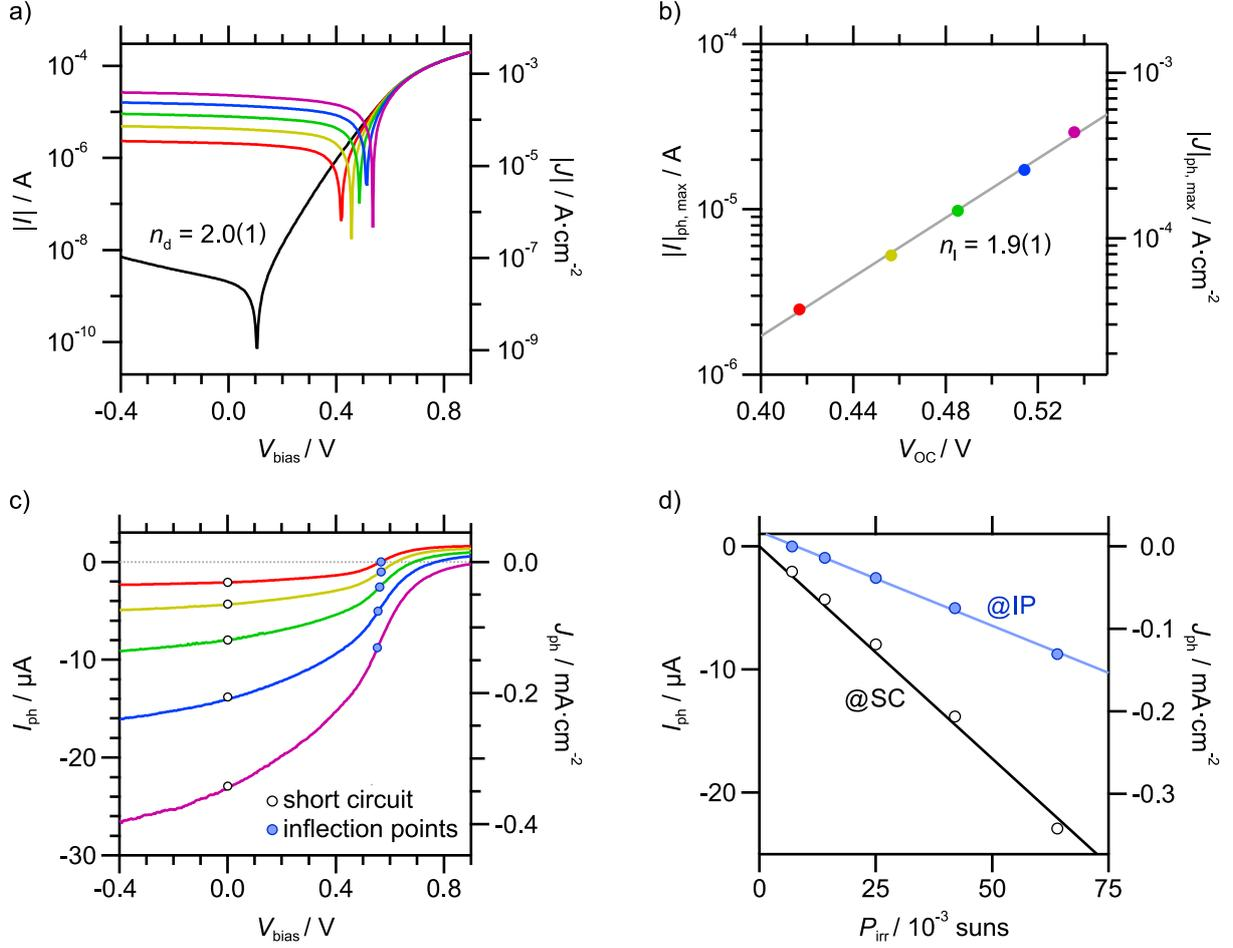 a)
10⁻⁴
10⁻⁶
10⁻⁸
10⁻¹⁰
|I| / A
10⁻³
10⁻⁵
10⁻⁷
10⁻⁹
|J| / A·cm⁻²
n_d = 2.0(1)
-0.4 0.0 0.4 0.8
V_bias / V
b)
10⁻⁴
10⁻⁵
10⁻⁶
|I|_ph, max / A
10⁻³
10⁻⁴
|J|_ph, max / A·cm⁻²
n_l = 1.9(1)
0.40 0.44 0.48 0.52
V_OC / V
c)
0
-10
-20
-30
I_ph / µA
0.0
-0.2
-0.4
J_ph / mA·cm⁻²
short circuit
inflection points
-0.4 0.0 0.4 0.8
V_bias / V
d)
0
-10
-20
I_ph / µA
0.0
-0.1
-0.2
-0.3
J_ph / mA·cm⁻²
@IP
@SC
0 25 50 75
P_irr / 10⁻³ suns